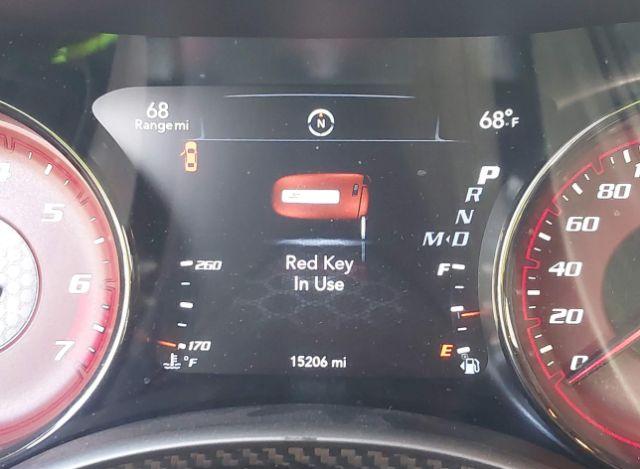 68
Range mi
N
68°F
P
R
N
M◁D
Red Key
In Use
260
170
°F
F
E
15206 mi
4
5
6
7
80
60
40
20
0